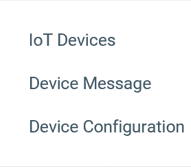 IoT Devices
Device Message
Device Configuration